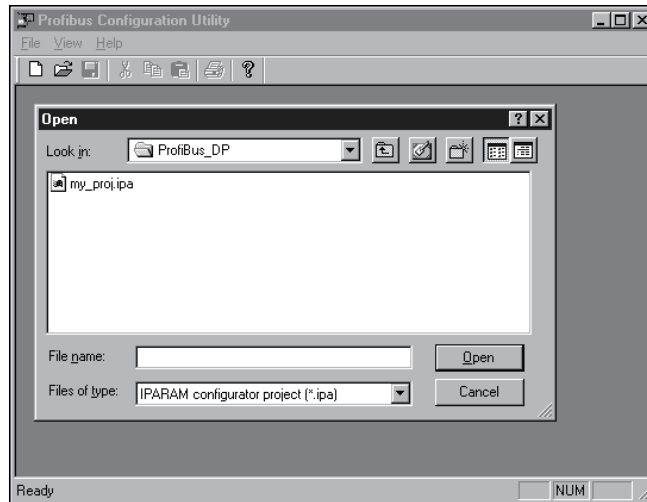 Profibus Configuration Utility
File View Help
Open
Look in:
ProfiBus_DP
my_proj.ipa
File name:
Open
Files of type:
IPARAM configurator project (*.ipa)
Cancel
Ready
NUM